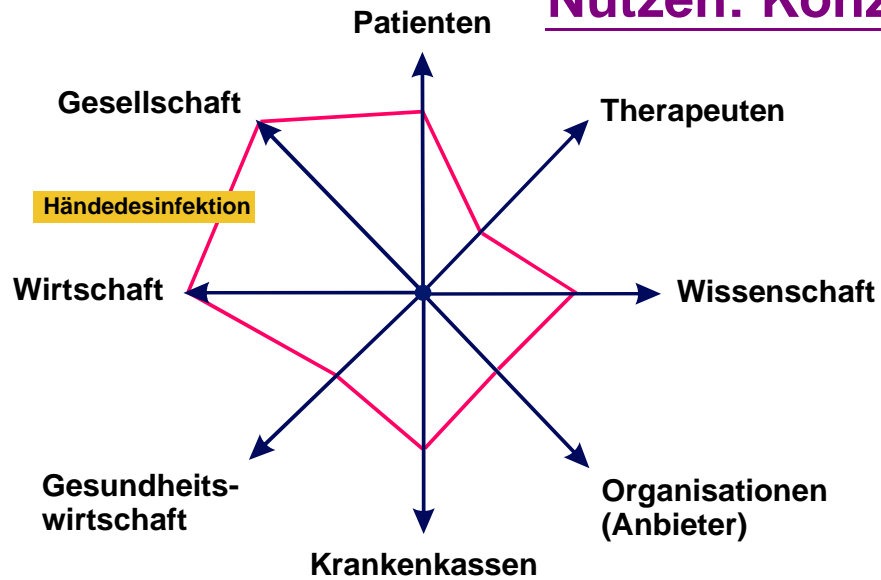 Nutzen: Konz
Patienten
Gesellschaft
Therapeuten
Händedesinfektion
Wirtschaft
Wissenschaft
Gesundheits-
wirtschaft
Organisationen
(Anbieter)
Krankenkassen